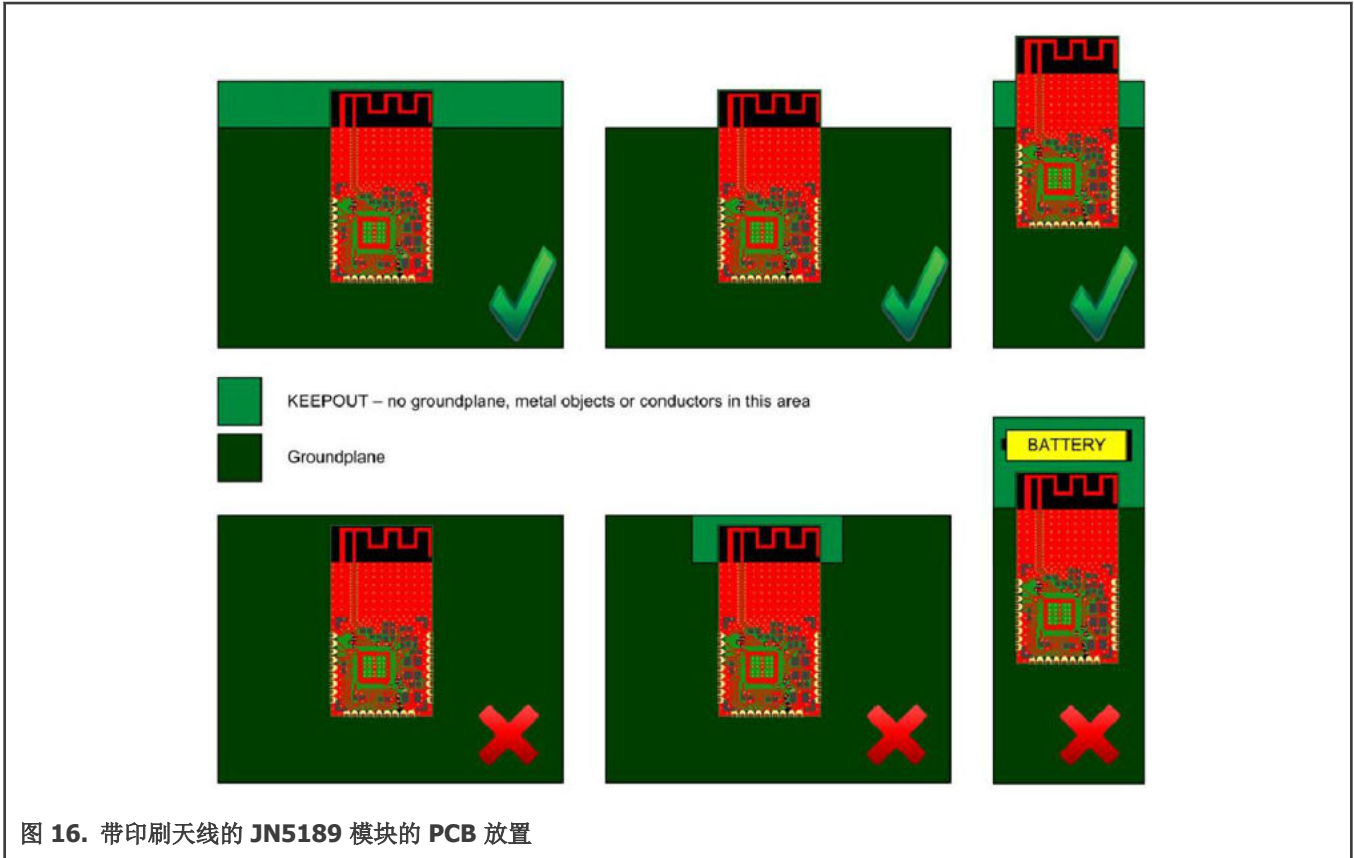 KEEPOUT – no groundplane, metal objects or conductors in this area
Groundplane
BATTERY
图 16. 带印刷天线的 JN5189 模块的 PCB 放置